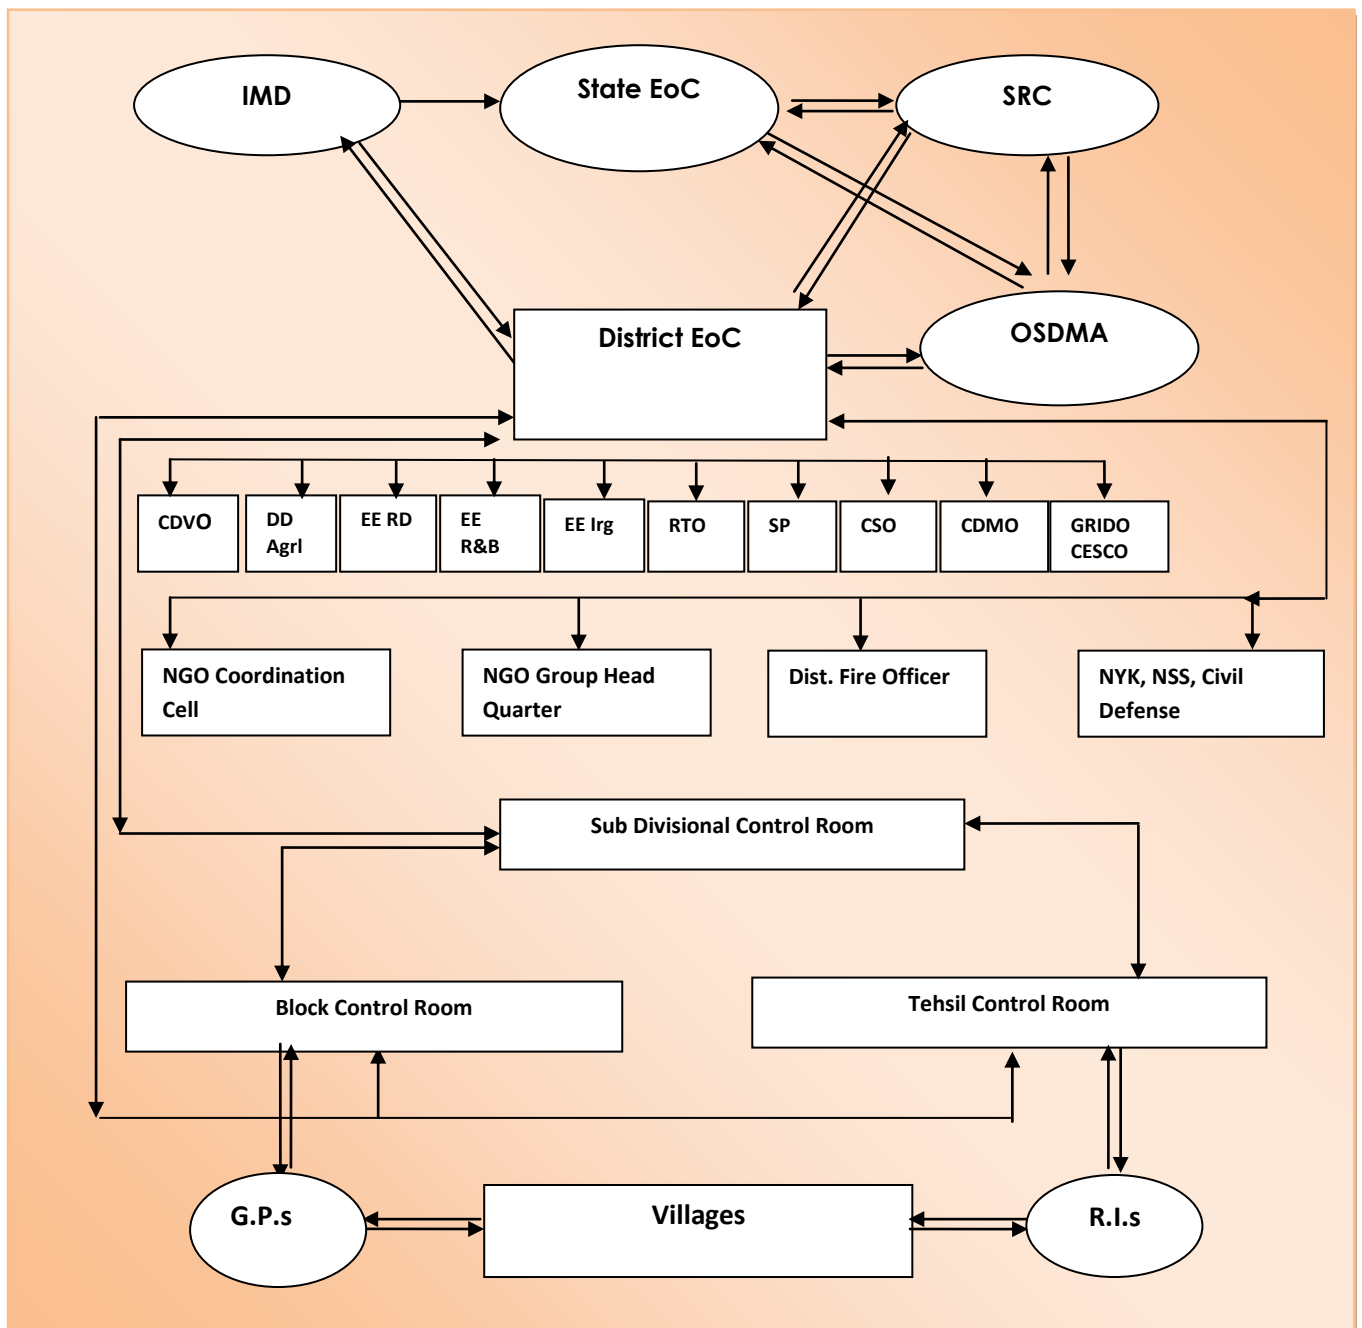 IMD
State EoC
SRC
District EoC
OSDMA
CDVO
DD
Agrl
EE RD
EE
R&B
EE Irg
RTO
SP
CSO
CDMO
GRIDO
CESCO
NGO Coordination
Cell
NGO Group Head
Quarter
Dist. Fire Officer
NYK, NSS, Civil
Defense
Sub Divisional Control Room
Block Control Room
Tehsil Control Room
G.P.s
Villages
R.I.s